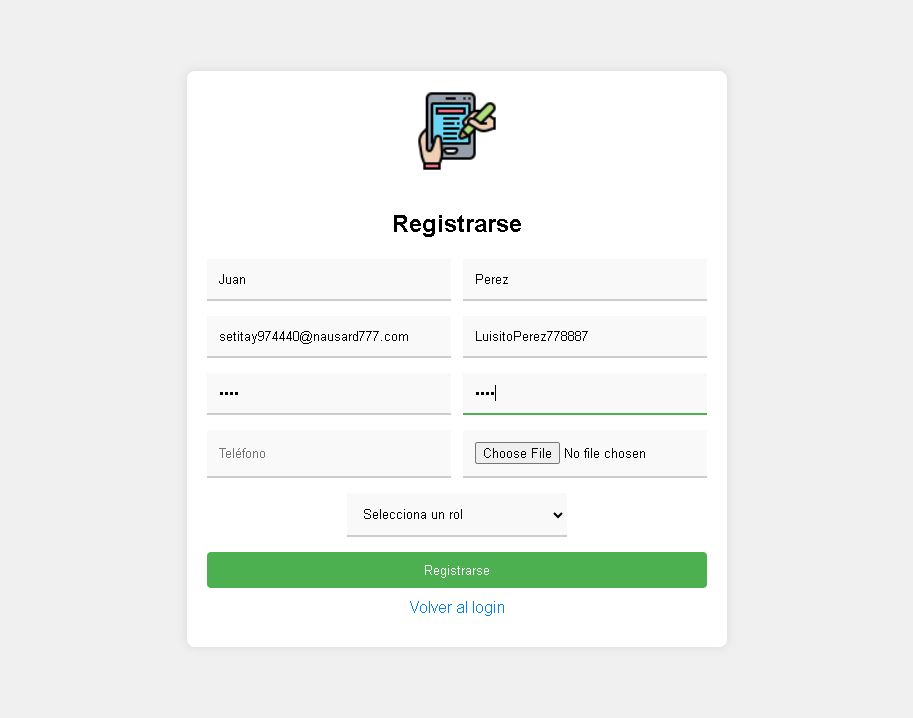 Registrarse
Juan Perez
setitay974440@nausard777.com LuisitoPerez778887
•••• ••••
Teléfono Choose File No file chosen
Selecciona un rol
Registrarse
Volver al login